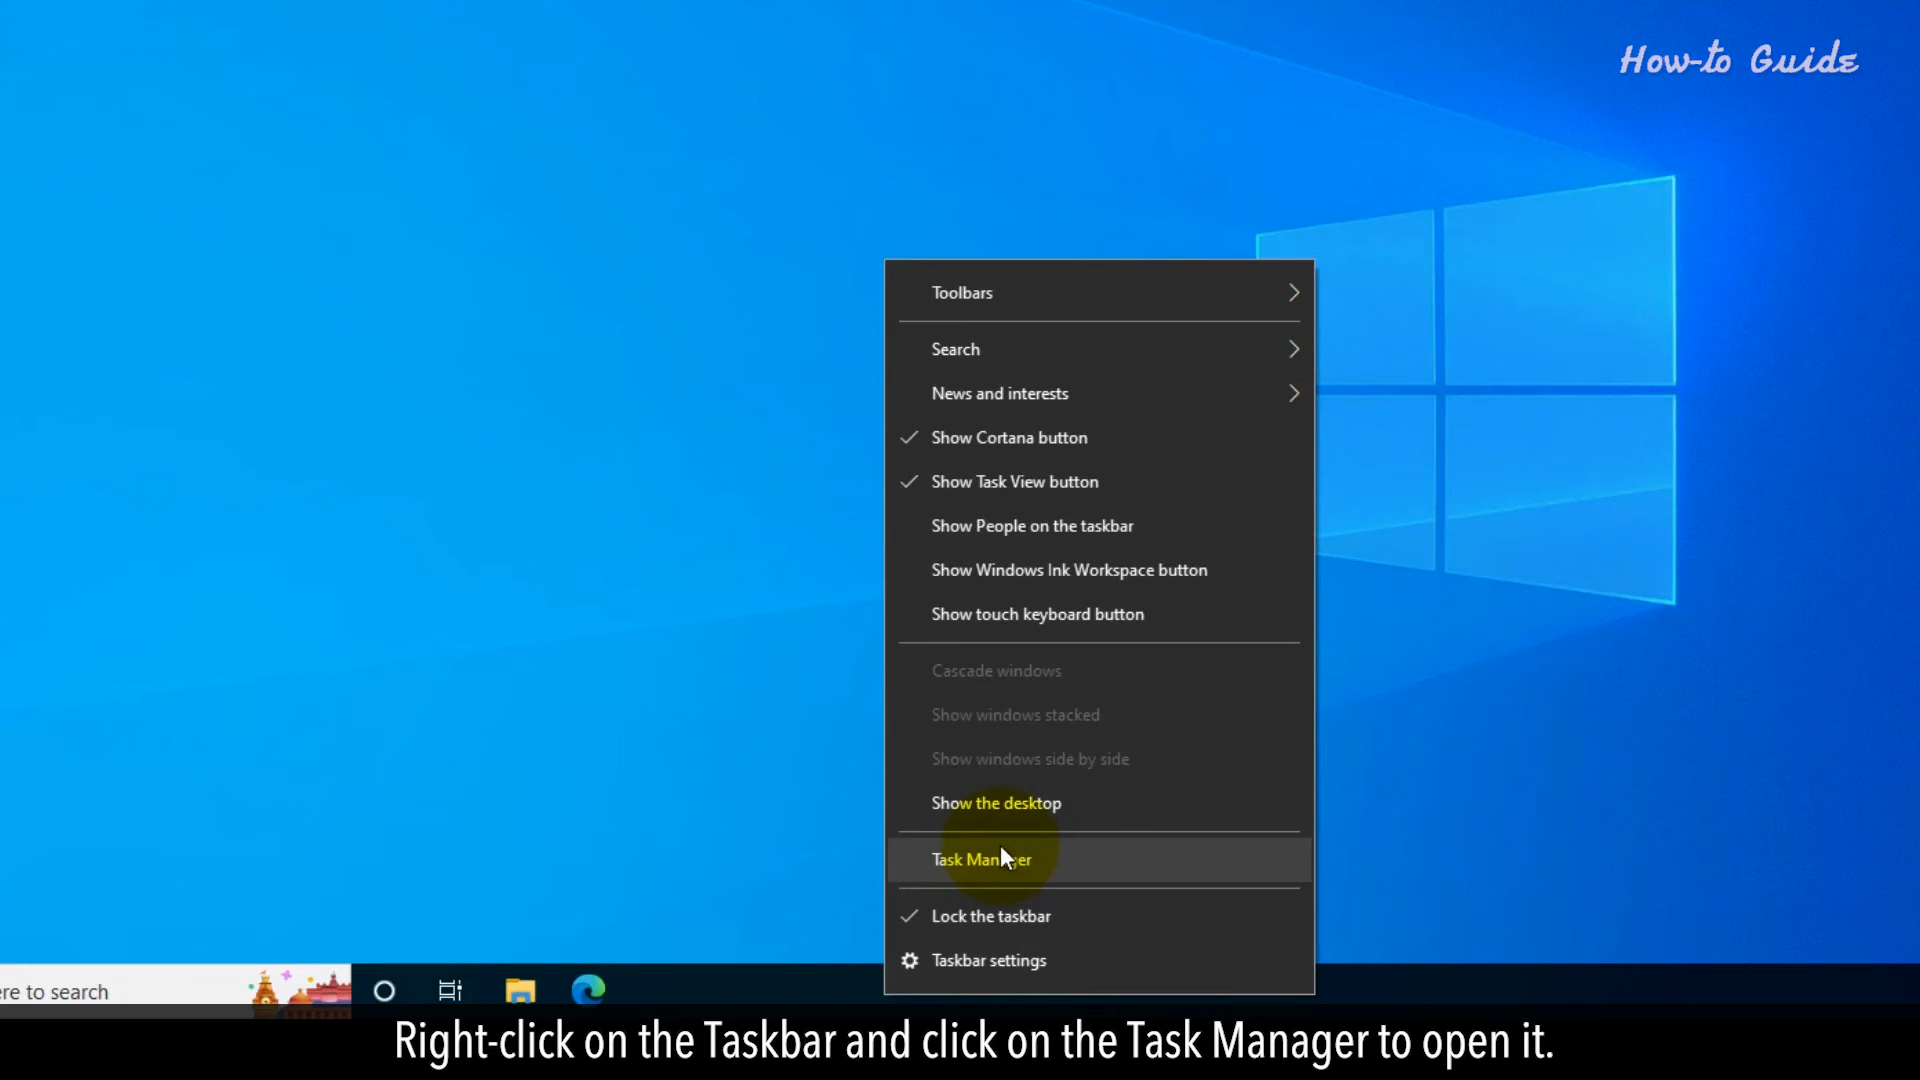 How-to Guide
Toolbars
Search
News and interests
Show Cortana button
Show Task View button
Show People on the taskbar
Show Windows Ink Workspace button
Show touch keyboard button
Cascade windows
Show windows stacked
Show windows side by side
Show the desktop
Task Manager
Lock the taskbar
Taskbar settings
ere to search
Right-click on the Taskbar and click on the Task Manager to open it.